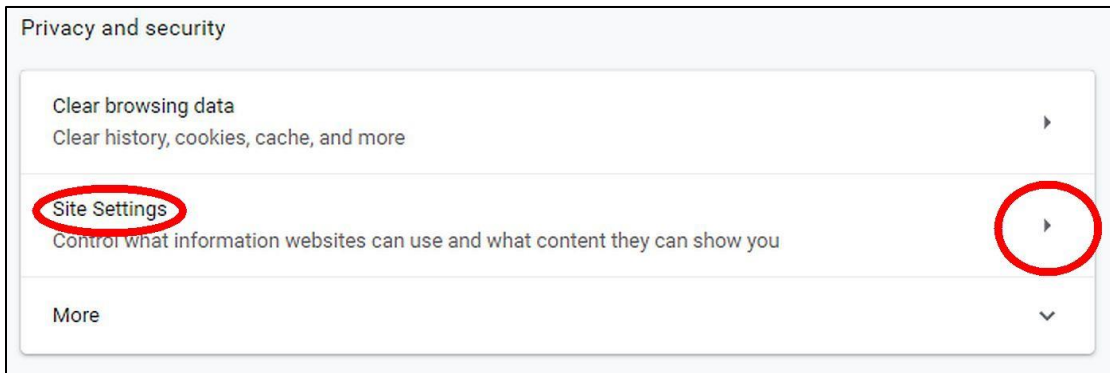 Privacy and security
Clear browsing data
Clear history, cookies, cache, and more
Site Settings
Control what information websites can use and what content they can show you
More